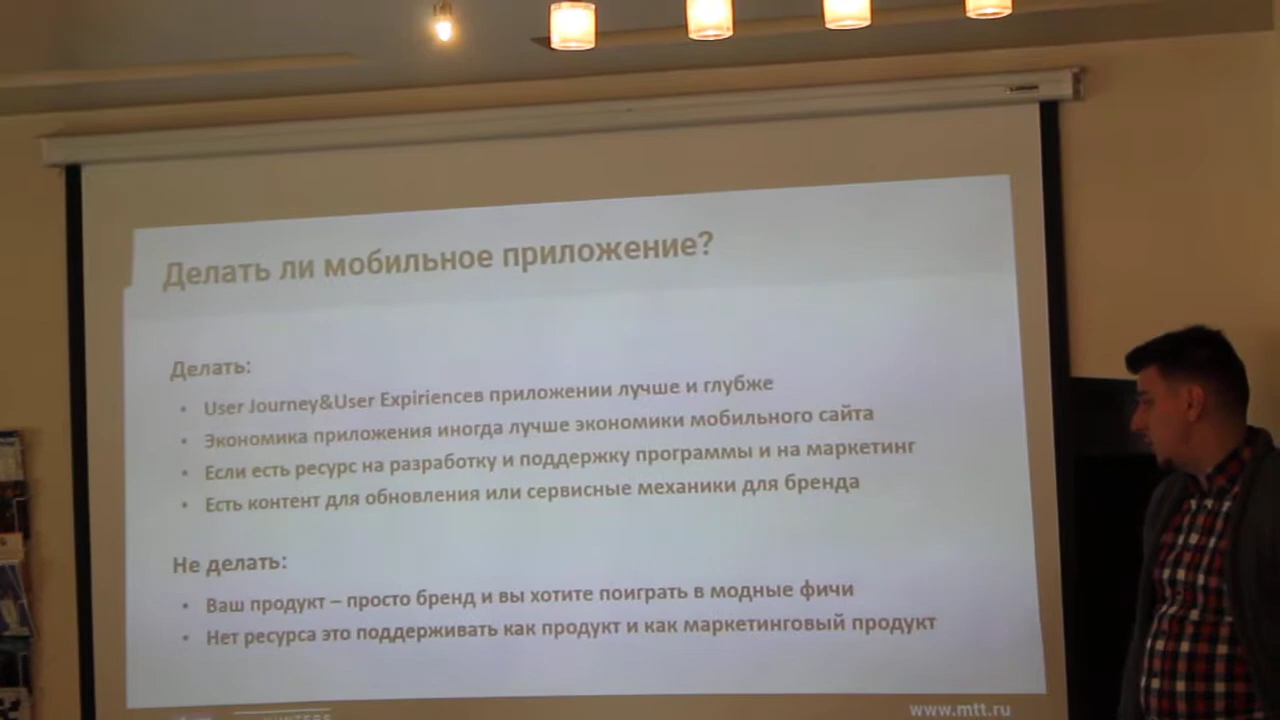 Делать ли мобильное приложение?
Делать:
• User Journey&User Expirienceв приложении лучше и глубже
• Экономика приложения иногда лучше экономики мобильного сайта
• Если есть ресурс на разработку и поддержку программы и на маркетинг
• Есть контент для обновления или сервисные механики для бренда
Не делать:
• Ваш продукт – просто бренд и вы хотите поиграть в модные фичи
• Нет ресурса это поддерживать как продукт и как маркетинговый продукт
www.mtt.ru